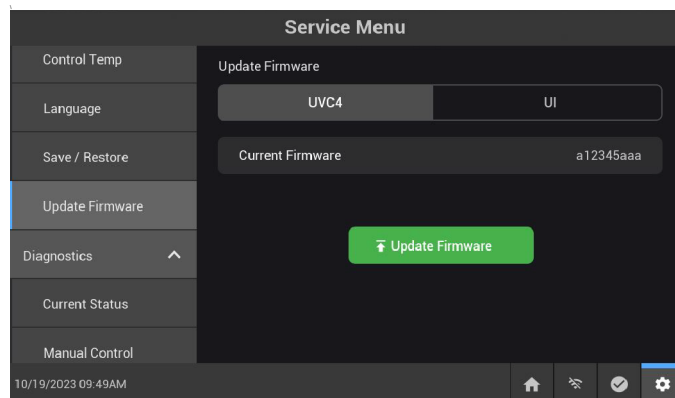 Service Menu
Control Temp
Language
Save / Restore
Update Firmware
Diagnostics
Current Status
Manual Control
Update Firmware
UVC4
UI
Current Firmware
a12345aaa
Update Firmware
10/19/2023 09:49AM